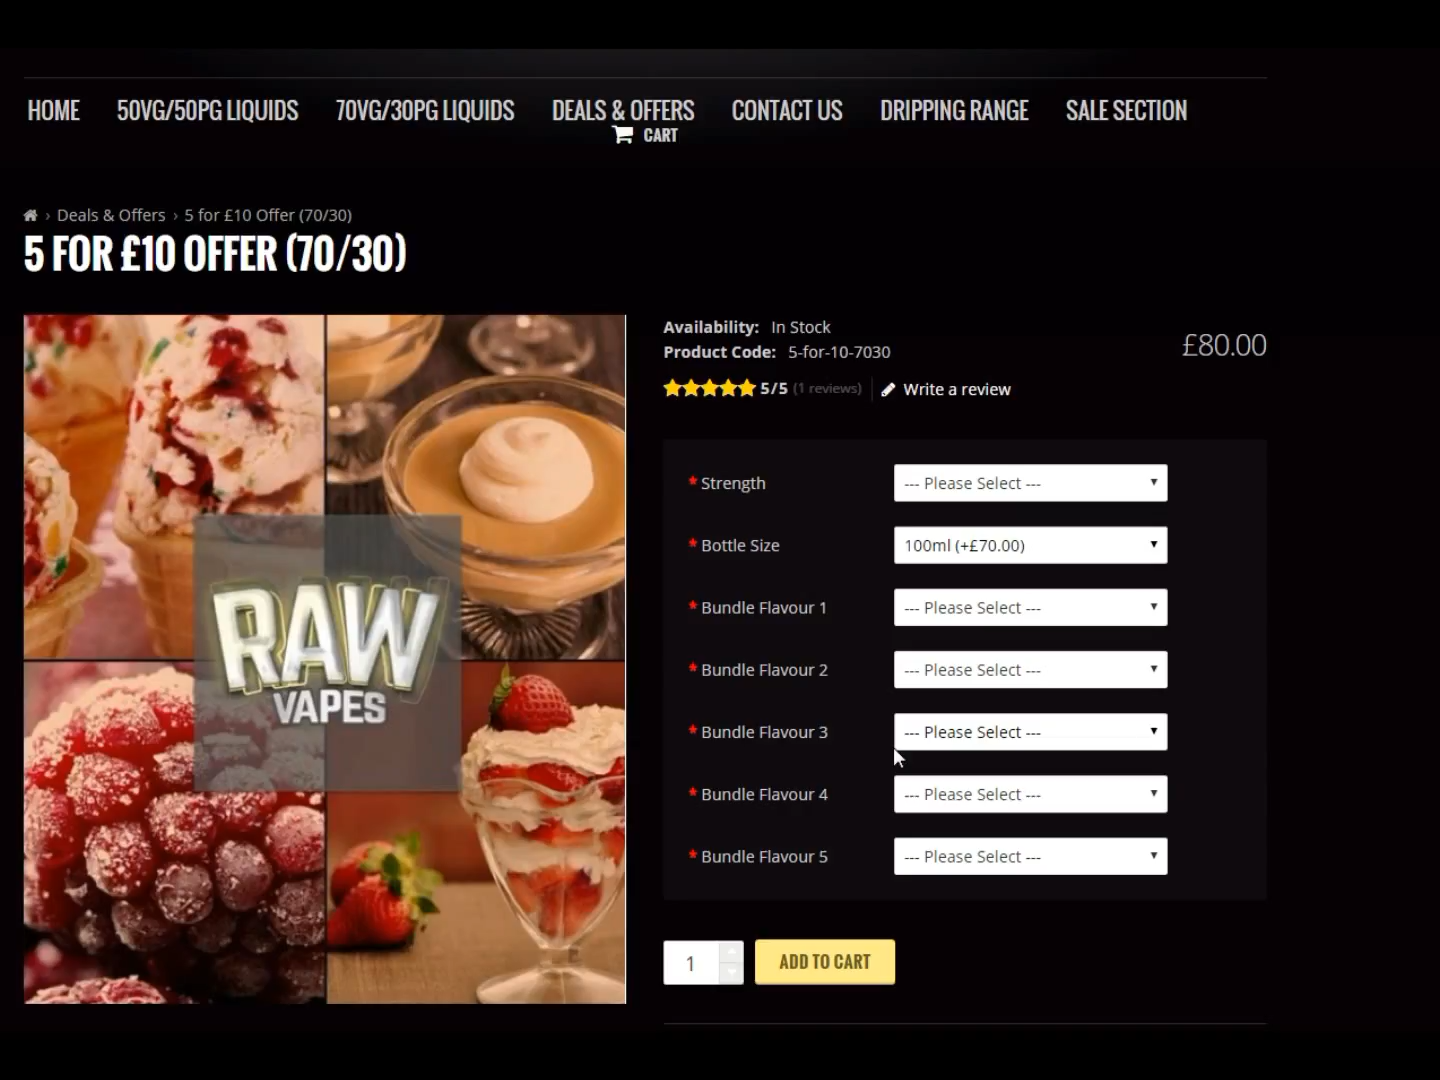 HOME 50VG/50PG LIQUIDS 70VG/30PG LIQUIDS DEALS & OFFERS CONTACT US DRIPPING RANGE SALE SECTION
CART
› Deals & Offers › 5 for £10 Offer (70/30)
5 FOR £10 OFFER (70/30)
Availability: In Stock
£80.00
Product Code: 5-for-10-7030
5/5 (1 reviews) Write a review
* Strength --- Please Select ---
* Bottle Size 100ml (+£70.00)
* Bundle Flavour 1 --- Please Select ---
* Bundle Flavour 2 --- Please Select ---
* Bundle Flavour 3 --- Please Select ---
* Bundle Flavour 4 --- Please Select ---
* Bundle Flavour 5 --- Please Select ---
RAW
VAPES
1 ADD TO CART